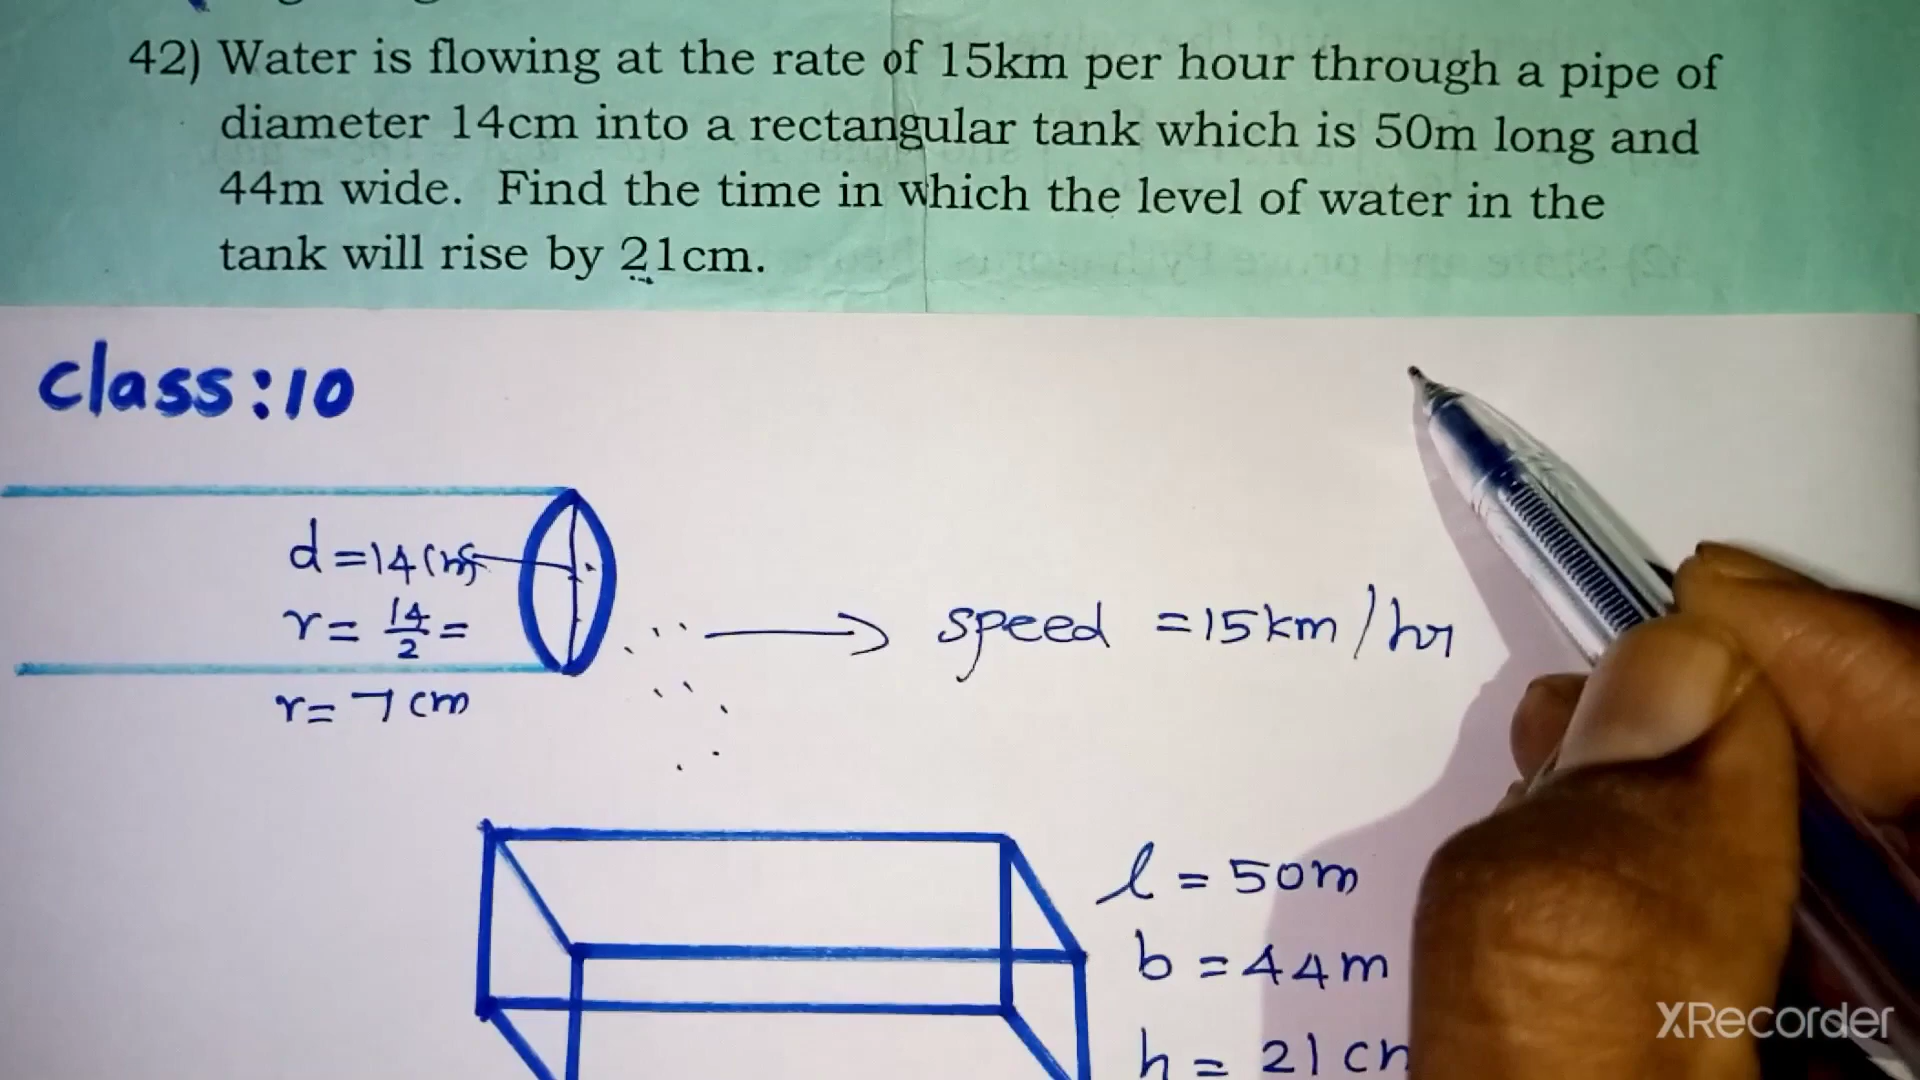 42) Water is flowing at the rate of 15km per hour through a pipe of
diameter 14cm into a rectangular tank which is 50m long and
44m wide. Find the time in which the level of water in the
tank will rise by 21cm.
class:10
d=14cm
r= 14/2 =
r= 7cm
speed =15km/hr
l = 50m
b = 44m
h = 21 cm
XRecorder